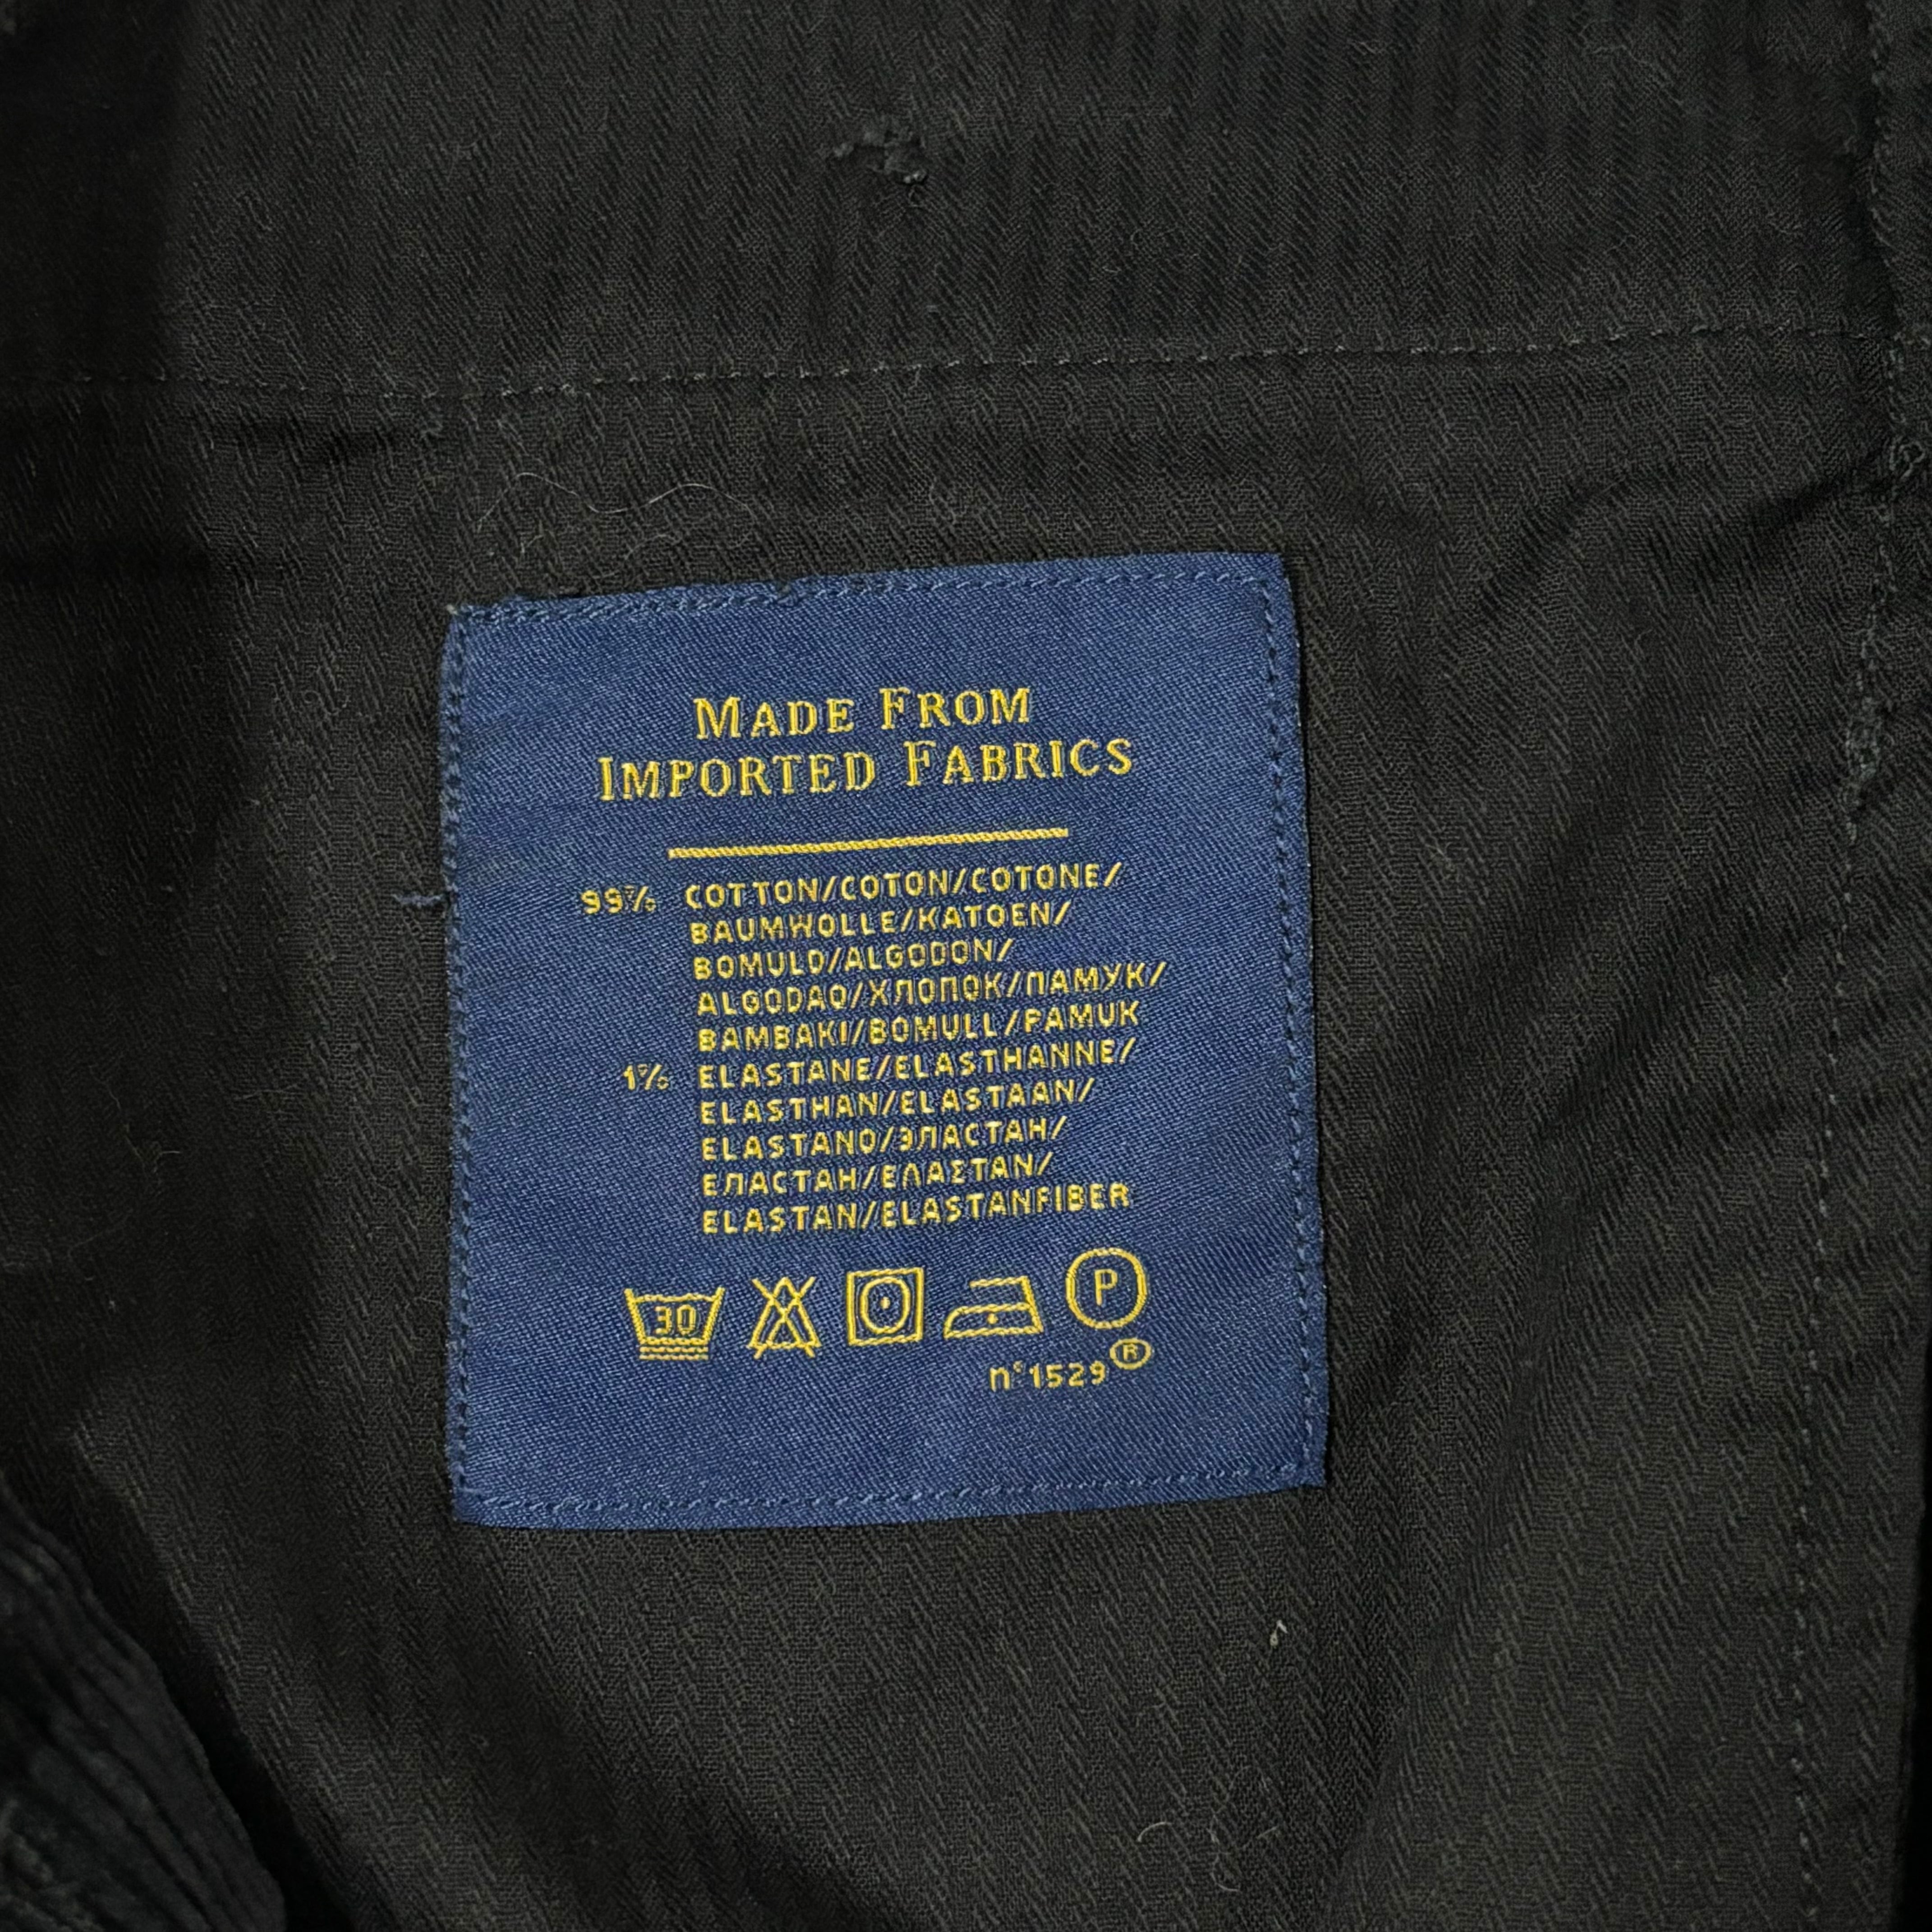 MADE FROM
IMPORTED FABRICS
99% COTTON/COTON/COTONE/
BAUMWOLLE/KATOEN/
BOMULD/ALGODON/
ALGODAO/ХЛОПОК/ПАМУК/
BAMBAKI/BOMULL/PAMUK
1% ELASTANE/ELASTHANNE/
ELASTHAN/ELASTAAN/
ELASTANO/ЭЛАСТАН/
ЕЛАСТАН/ΕΛΑΣΤΑΝ/
ELASTAN/ELASTANFIBER
30 P
n°1529®